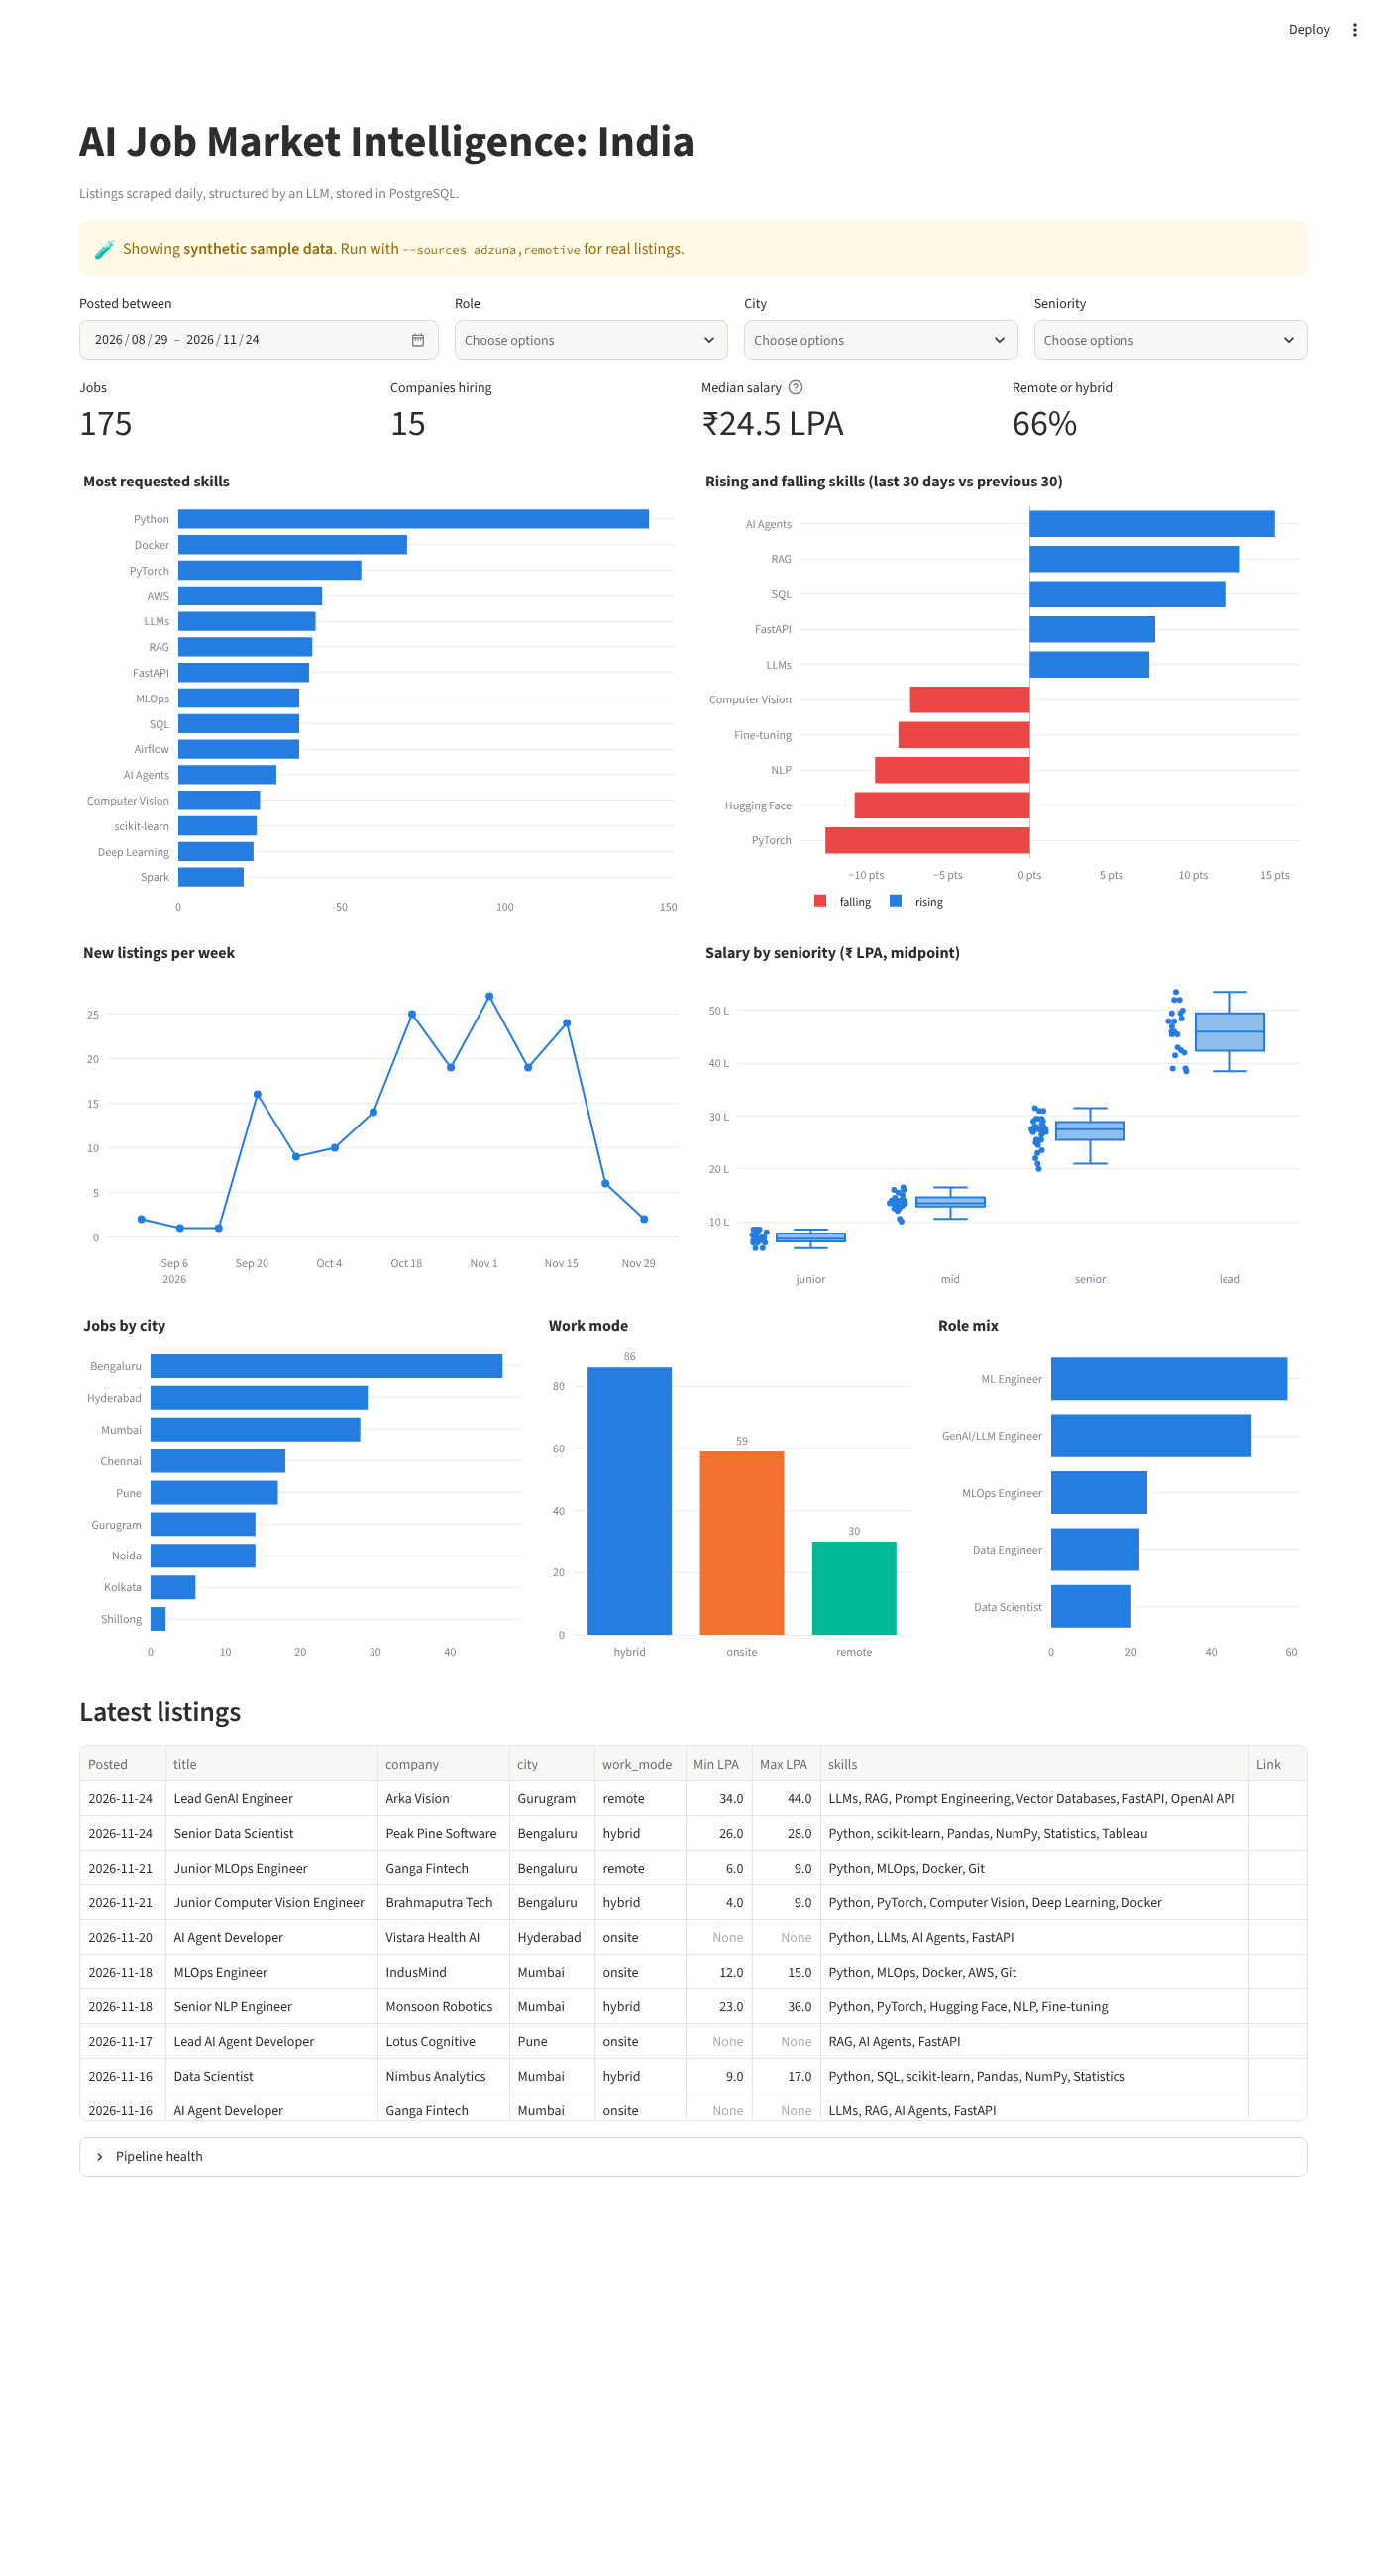 Deploy
AI Job Market Intelligence: India
Listings scraped daily, structured by an LLM, stored in PostgreSQL.
Showing synthetic sample data. Run with --sources adzuna,remotive for real listings.
Posted between Role City Seniority
2026/08/29 – 2026/11/24 Choose options Choose options Choose options
Jobs Companies hiring Median salary Remote or hybrid
175 15 ₹24.5 LPA 66%
Most requested skills
Python
Docker
PyTorch
AWS
LLMs
RAG
FastAPI
MLOps
SQL
Airflow
AI Agents
Computer Vision
scikit-learn
Deep Learning
Spark
0 50 100 150
Rising and falling skills (last 30 days vs previous 30)
AI Agents
RAG
SQL
FastAPI
LLMs
Computer Vision
Fine-tuning
NLP
Hugging Face
PyTorch
−10 pts −5 pts 0 pts 5 pts 10 pts 15 pts
falling rising
New listings per week
25
20
15
10
5
0
Sep 6 Sep 20 Oct 4 Oct 18 Nov 1 Nov 15 Nov 29
2026
Salary by seniority (₹ LPA, midpoint)
50 L
40 L
30 L
20 L
10 L
junior mid senior lead
Jobs by city
Bengaluru
Hyderabad
Mumbai
Chennai
Pune
Gurugram
Noida
Kolkata
Shillong
0 10 20 30 40
Work mode
86
80
59
60
40
30
20
0
hybrid onsite remote
Role mix
ML Engineer
GenAI/LLM Engineer
MLOps Engineer
Data Engineer
Data Scientist
0 20 40 60
Latest listings
Posted title company city work_mode Min LPA Max LPA skills Link
2026-11-24 Lead GenAI Engineer Arka Vision Gurugram remote 34.0 44.0 LLMs, RAG, Prompt Engineering, Vector Databases, FastAPI, OpenAI API
2026-11-24 Senior Data Scientist Peak Pine Software Bengaluru hybrid 26.0 28.0 Python, scikit-learn, Pandas, NumPy, Statistics, Tableau
2026-11-21 Junior MLOps Engineer Ganga Fintech Bengaluru remote 6.0 9.0 Python, MLOps, Docker, Git
2026-11-21 Junior Computer Vision Engineer Brahmaputra Tech Bengaluru hybrid 4.0 9.0 Python, PyTorch, Computer Vision, Deep Learning, Docker
2026-11-20 AI Agent Developer Vistara Health AI Hyderabad onsite None None Python, LLMs, AI Agents, FastAPI
2026-11-18 MLOps Engineer IndusMind Mumbai onsite 12.0 15.0 Python, MLOps, Docker, AWS, Git
2026-11-18 Senior NLP Engineer Monsoon Robotics Mumbai hybrid 23.0 36.0 Python, PyTorch, Hugging Face, NLP, Fine-tuning
2026-11-17 Lead AI Agent Developer Lotus Cognitive Pune onsite None None RAG, AI Agents, FastAPI
2026-11-16 Data Scientist Nimbus Analytics Mumbai hybrid 9.0 17.0 Python, SQL, scikit-learn, Pandas, NumPy, Statistics
2026-11-16 AI Agent Developer Ganga Fintech Mumbai onsite None None LLMs, RAG, AI Agents, FastAPI
Pipeline health